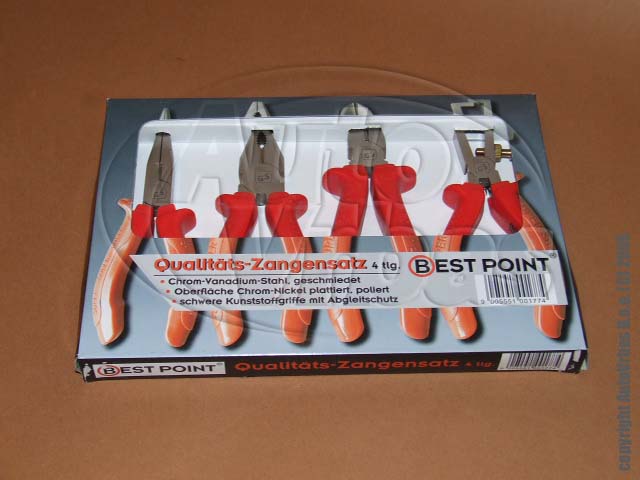 Qualitäts-Zangensatz 4 tlg.
BEST POINT®
• Chrom-Vanadium-Stahl, geschmiedet
• Oberfläche Chrom-Nickel plattiert, poliert
• schwere Kunststoffgriffe mit Abgleitschutz
BEST POINT
Qualitäts-Zangensatz 4 tlg.